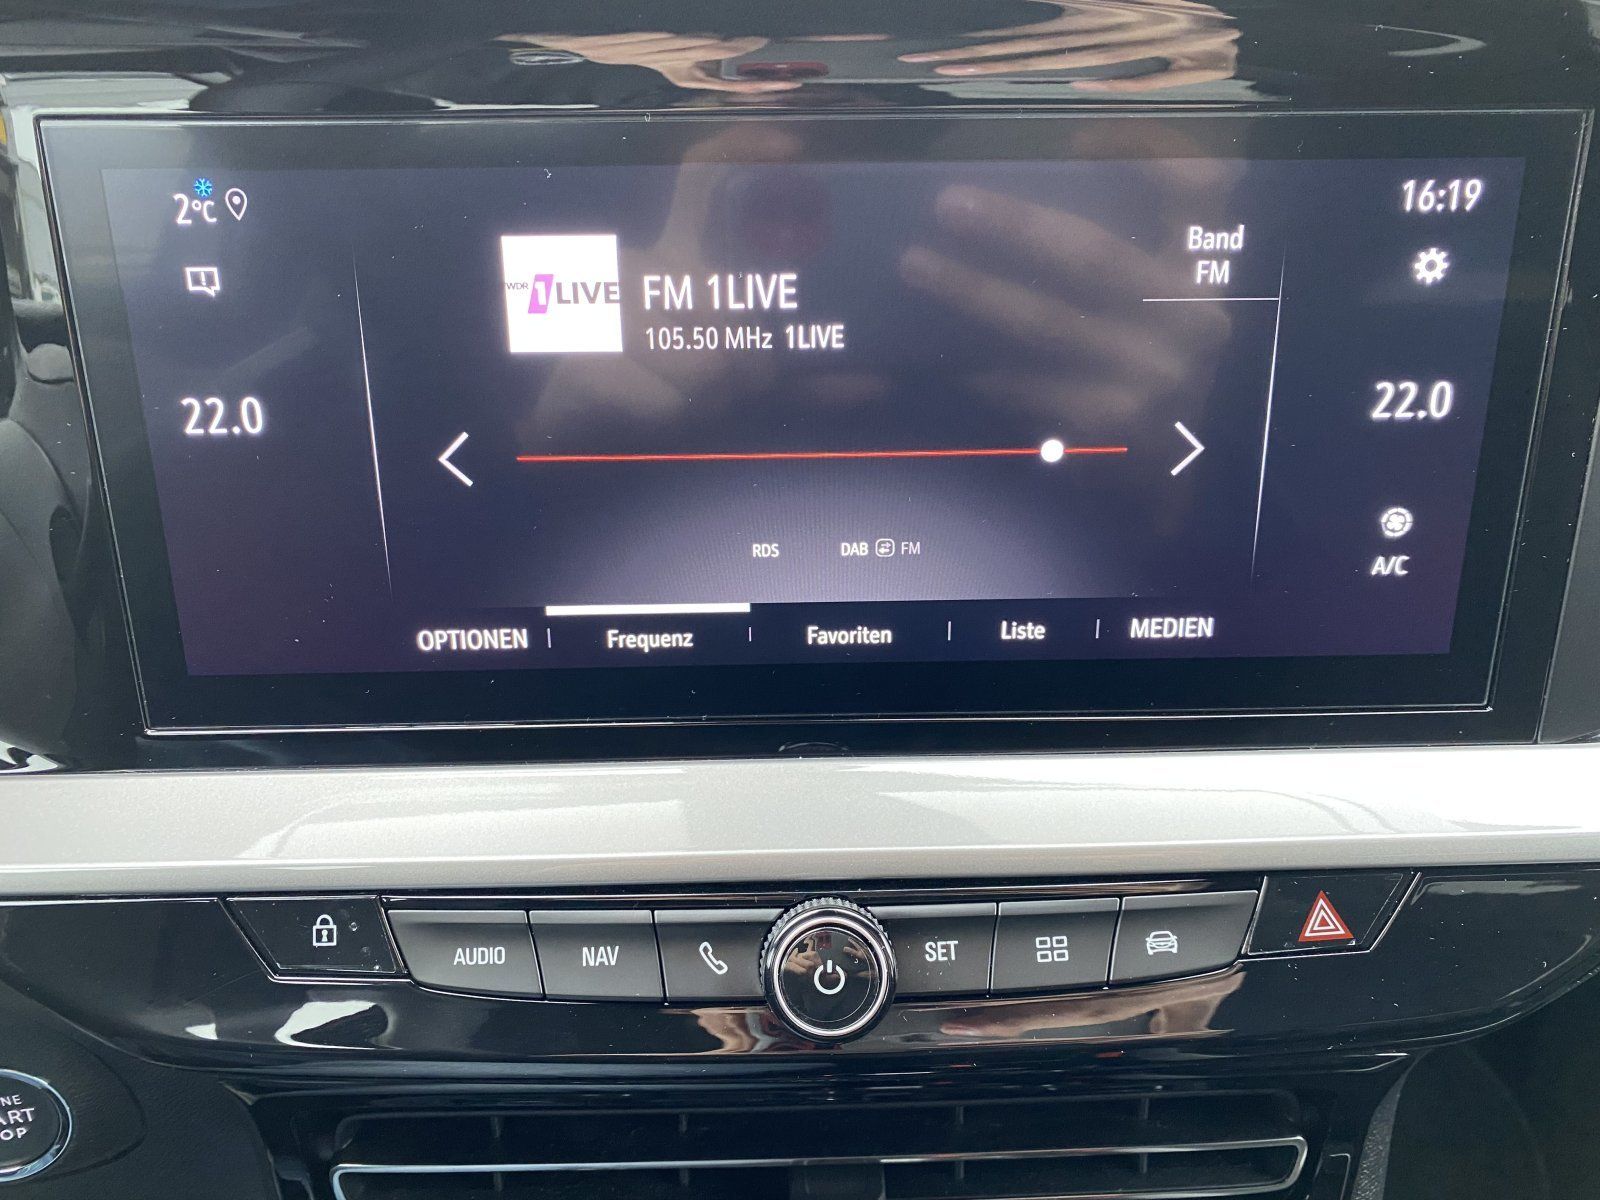 2°C
16:19
Band
FM
WDR 1LIVE
FM 1LIVE
105.50 MHz 1LIVE
22.0
22.0
RDS
DAB FM
A/C
OPTIONEN
Frequenz
Favoriten
Liste
MEDIEN
AUDIO
NAV
SET